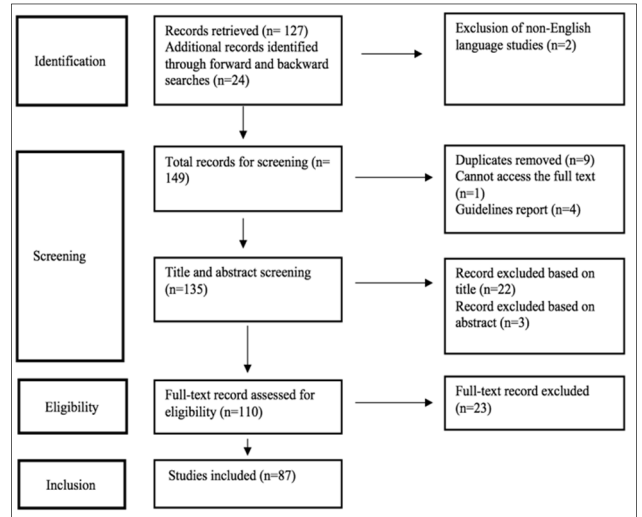 Identification
Records retrieved (n= 127)
Additional records identified
through forward and backward
searches (n=24)
Exclusion of non-English
language studies (n=2)
Screening
Total records for screening (n=
149)
Duplicates removed (n=9)
Cannot access the full text
(n=1)
Guidelines report (n=4)
Title and abstract screening
(n=135)
Record excluded based on
title (n=22)
Record excluded based on
abstract (n=3)
Eligibility
Full-text record assessed for
eligibility (n=110)
Full-text record excluded
(n=23)
Inclusion
Studies included (n=87)